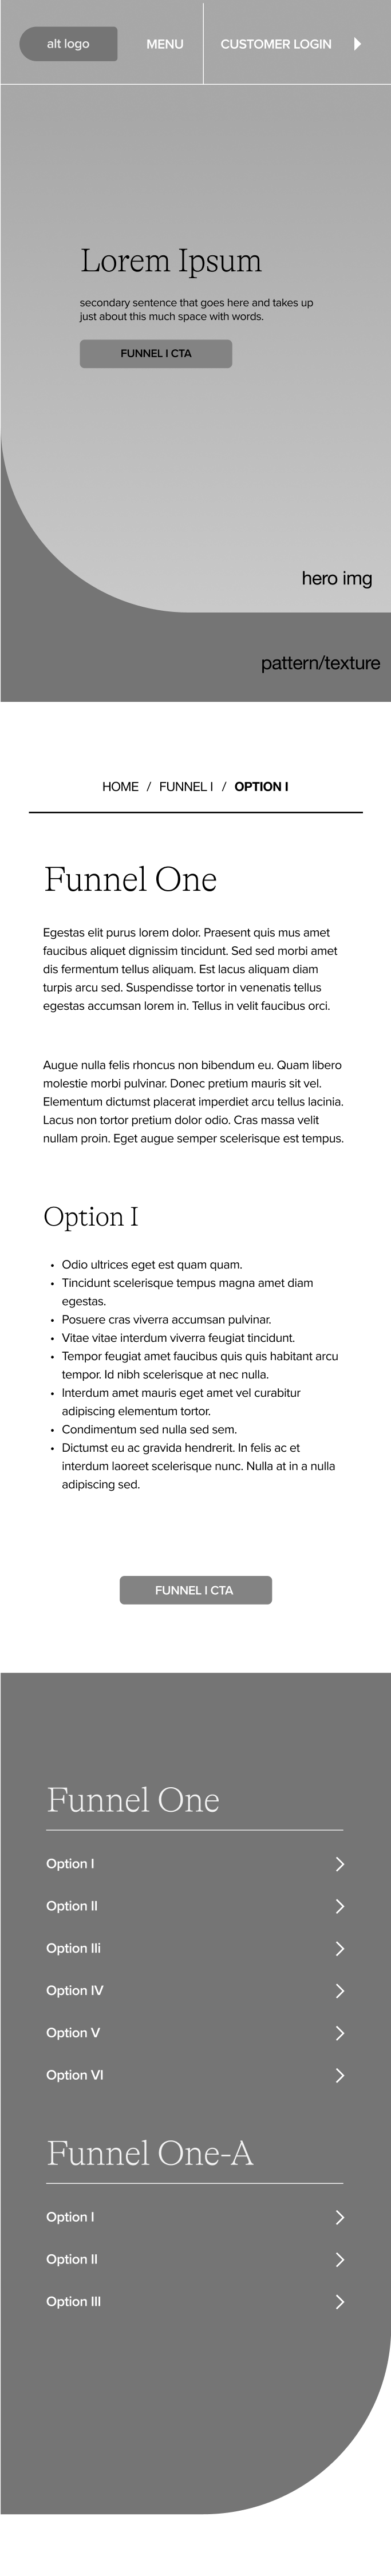 alt logo
MENU
CUSTOMER LOGIN
Lorem Ipsum
secondary sentence that goes here and takes up
just about this much space with words.
FUNNEL I CTA
hero img
pattern/texture
HOME / FUNNEL I / OPTION I
Funnel One
Egestas elit purus lorem dolor. Praesent quis mus amet
faucibus aliquet dignissim tincidunt. Sed sed morbi amet
dis fermentum tellus aliquam. Est lacus aliquam diam
turpis arcu sed. Suspendisse tortor in venenatis tellus
egestas accumsan lorem in. Tellus in velit faucibus orci.
Augue nulla felis rhoncus non bibendum eu. Quam libero
molestie morbi pulvinar. Donec pretium mauris sit vel.
Elementum dictumst placerat imperdiet arcu tellus lacinia.
Lacus non tortor pretium dolor odio. Cras massa velit
nullam proin. Eget augue semper scelerisque est tempus.
Option I
• Odio ultrices eget est quam quam.
• Tincidunt scelerisque tempus magna amet diam
egestas.
• Posuere cras viverra accumsan pulvinar.
• Vitae vitae interdum viverra feugiat tincidunt.
• Tempor feugiat amet faucibus quis quis habitant arcu
tempor. Id nibh scelerisque at nec nulla.
• Interdum amet mauris eget amet vel curabitur
adipiscing elementum tortor.
• Condimentum sed nulla sed sem.
• Dictumst eu ac gravida hendrerit. In felis ac et
interdum laoreet scelerisque nunc. Nulla at in a nulla
adipiscing sed.
FUNNEL I CTA
Funnel One
Option I
Option II
Option IIi
Option IV
Option V
Option VI
Funnel One-A
Option I
Option II
Option III